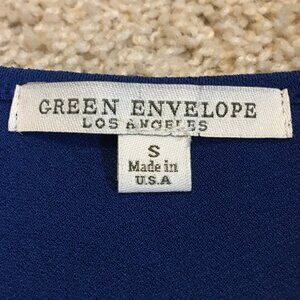 GREEN ENVELOPE
LOS ANGELES
S
Made in
U.S.A